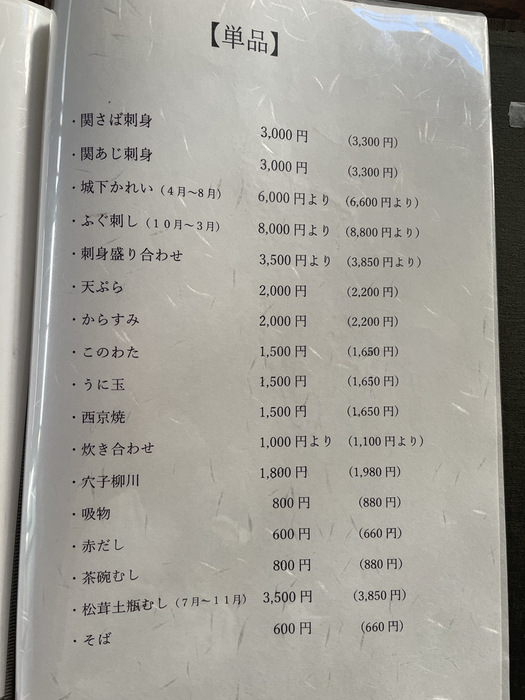 【単品】
・関さば刺身 3,000円 (3,300円)
・関あじ刺身 3,000円 (3,300円)
・城下かれい（4月～8月） 6,000円より (6,600円より)
・ふぐ刺し（10月～3月） 8,000円より (8,800円より)
・刺身盛り合わせ 3,500円より (3,850円より)
・天ぷら 2,000円 (2,200円)
・からすみ 2,000円 (2,200円)
・このわた 1,500円 (1,650円)
・うに玉 1,500円 (1,650円)
・西京焼 1,500円 (1,650円)
・炊き合わせ 1,000円より (1,100円より)
・穴子柳川 1,800円 (1,980円)
・吸物 800円 (880円)
・赤だし 600円 (660円)
・茶碗むし 800円 (880円)
・松茸土瓶むし（7月～11月） 3,500円 (3,850円)
・そば 600円 (660円)